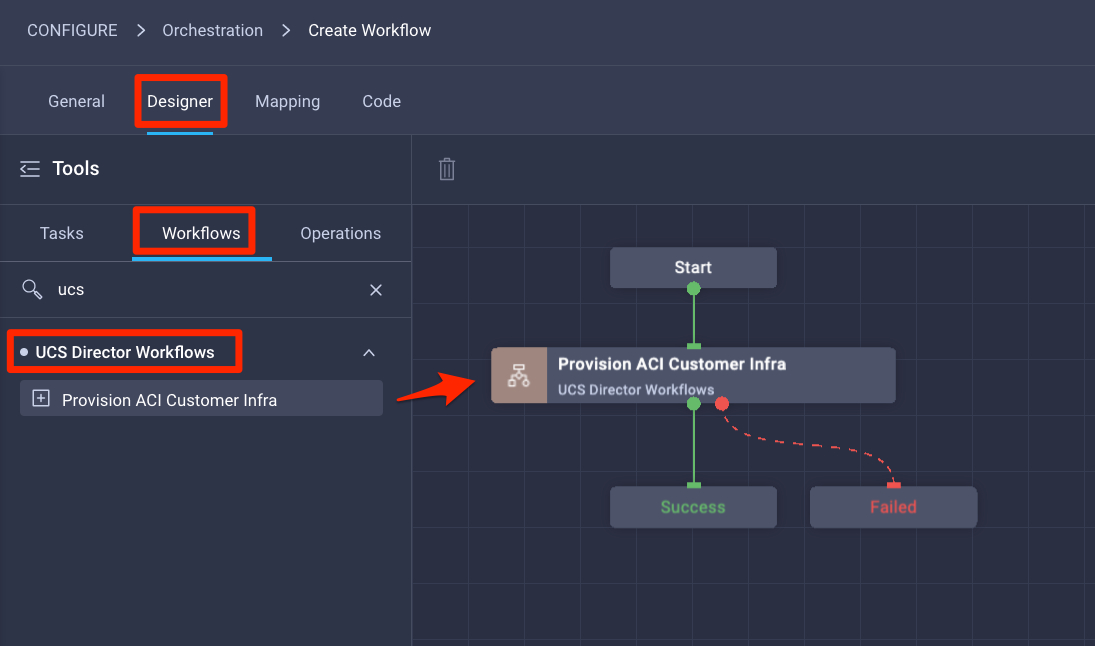 CONFIGURE > Orchestration > Create Workflow
General Designer Mapping Code
Tools
Tasks Workflows Operations
ucs
UCS Director Workflows
Provision ACI Customer Infra
Start
Provision ACI Customer Infra
UCS Director Workflows
Success Failed